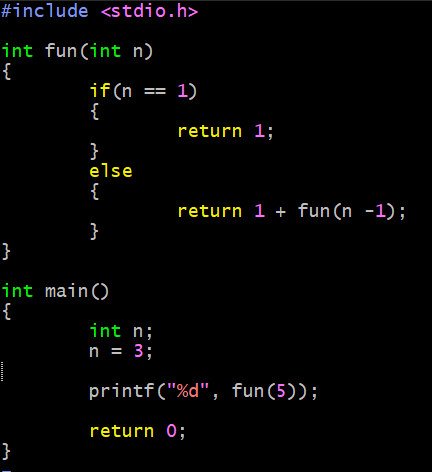 #include <stdio.h>

int fun(int n)
{
        if(n == 1)
        {
                return 1;
        }
        else
        {
                return 1 + fun(n -1);
        }
}

int main()
{
        int n;
        n = 3;

        printf("%d", fun(5));

        return 0;
}